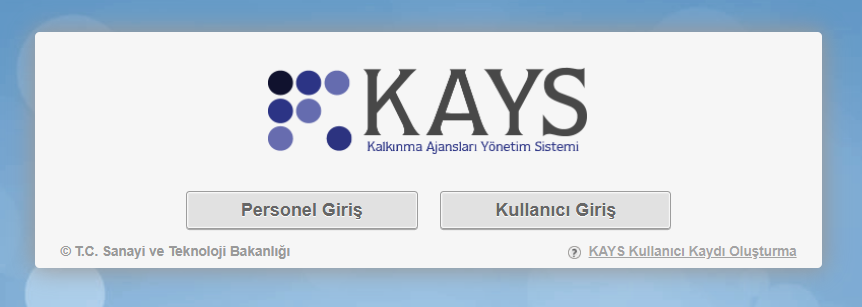 KAYS
Kalkınma Ajansları Yönetim Sistemi
Personel Giriş
Kullanıcı Giriş
© T.C. Sanayi ve Teknoloji Bakanlığı
? KAYS Kullanıcı Kaydı Oluşturma